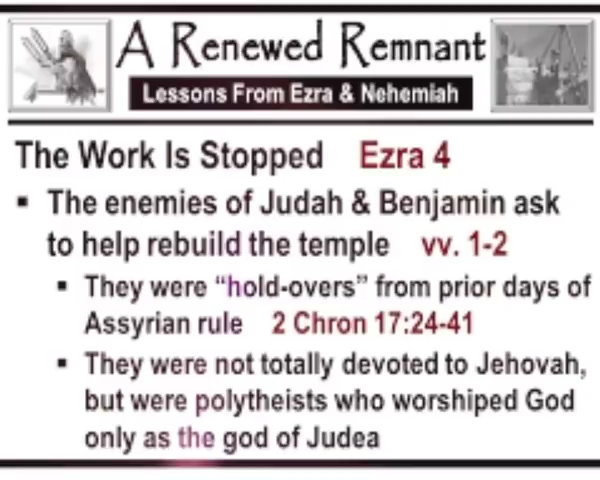 A Renewed Remnant
Lessons From Ezra & Nehemiah
The Work Is Stopped Ezra 4
▪ The enemies of Judah & Benjamin ask
to help rebuild the temple vv. 1-2
▪ They were “hold-overs” from prior days of
Assyrian rule 2 Chron 17:24-41
▪ They were not totally devoted to Jehovah,
but were polytheists who worshiped God
only as the god of Judea